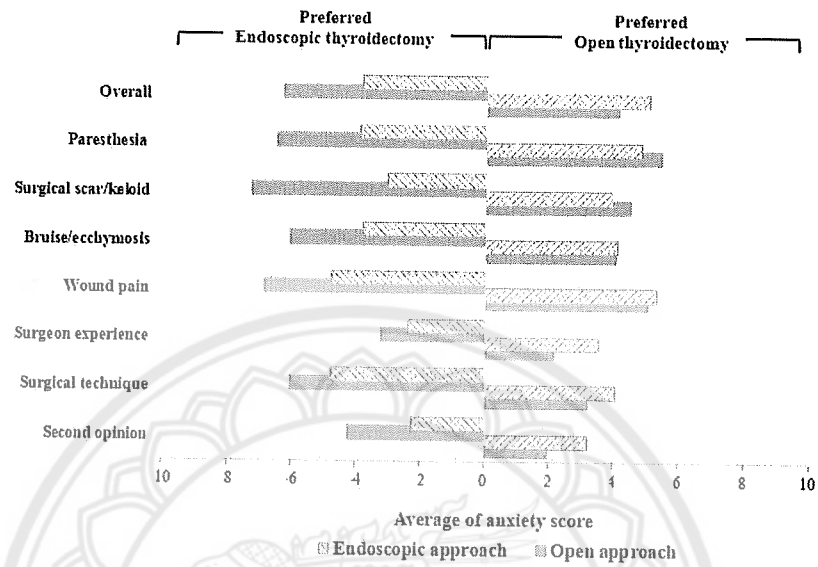 Preferred
Endoscopic thyroidectomy
Preferred
Open thyroidectomy
Overall
Paresthesia
Surgical scar/keloid
Bruise/ecchymosis
Wound pain
Surgeon experience
Surgical technique
Second opinion
10 8 -6 -4 -2 0 2 4 6 8 10
Average of anxiety score
Endoscopic approach Open approach